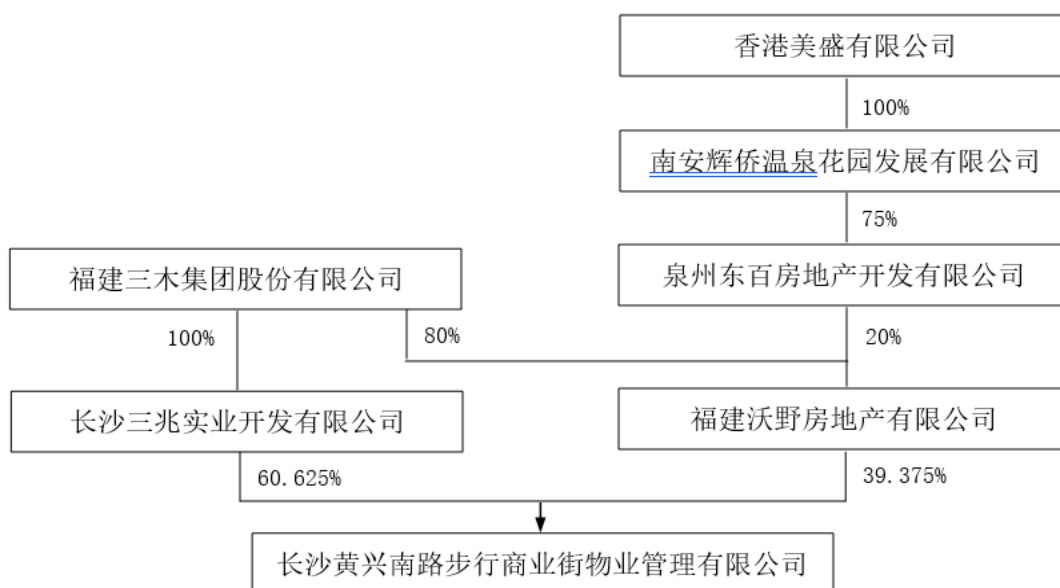 香港美盛有限公司
100%
南安辉侨温泉花园发展有限公司
75%
福建三木集团股份有限公司
泉州东百房地产开发有限公司
100%
80%
20%
长沙三兆实业开发有限公司
福建沃野房地产有限公司
60.625%
39.375%
长沙黄兴南路步行商业街物业管理有限公司